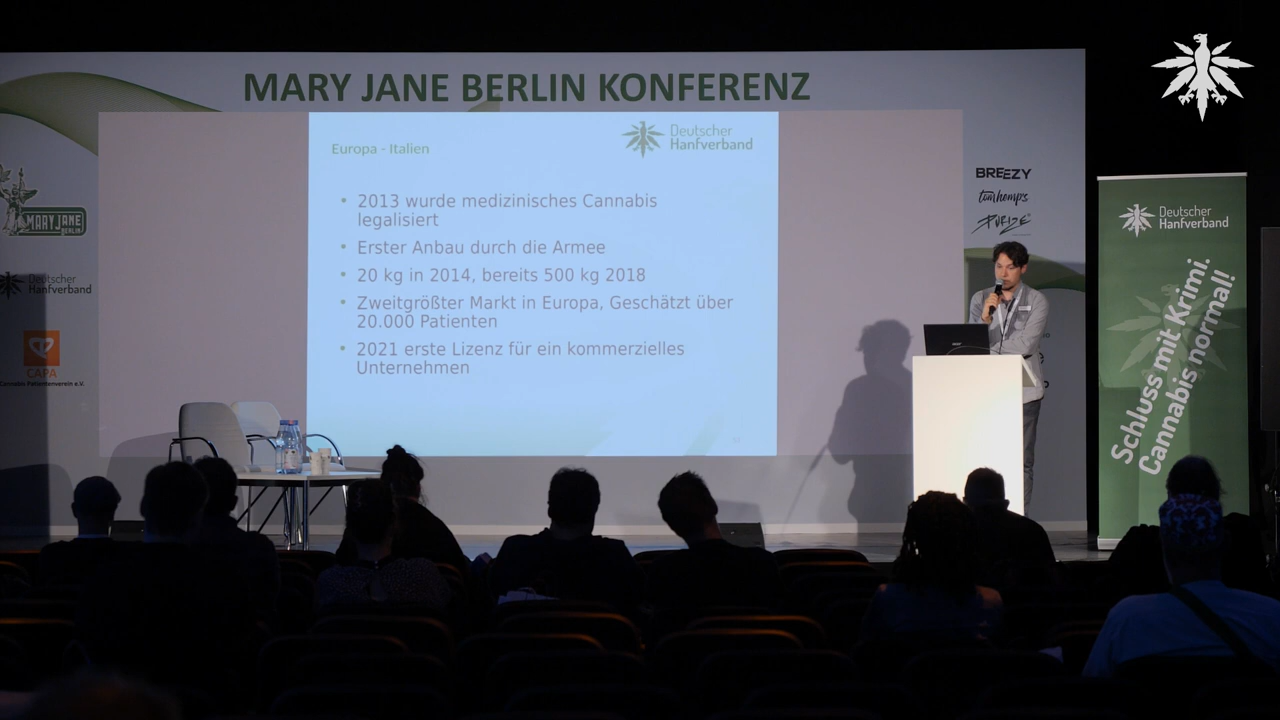 MARY JANE BERLIN KONFERENZ
Europa - Italien
Deutscher
Hanfverband
• 2013 wurde medizinisches Cannabis
legalisiert
• Erster Anbau durch die Armee
• 20 kg in 2014, bereits 500 kg 2018
• Zweitgrößter Markt in Europa, Geschätzt über
20.000 Patienten
• 2021 erste Lizenz für ein kommerzielles
Unternehmen
MARY JANE
BERLIN
Deutscher
Hanfverband
CAPA
Cannabis Patientenverein e.V.
BREEZY
tomhemp's
PURIZE
Deutscher
Hanfverband
Schluss mit Krimi.
Cannabis normal!